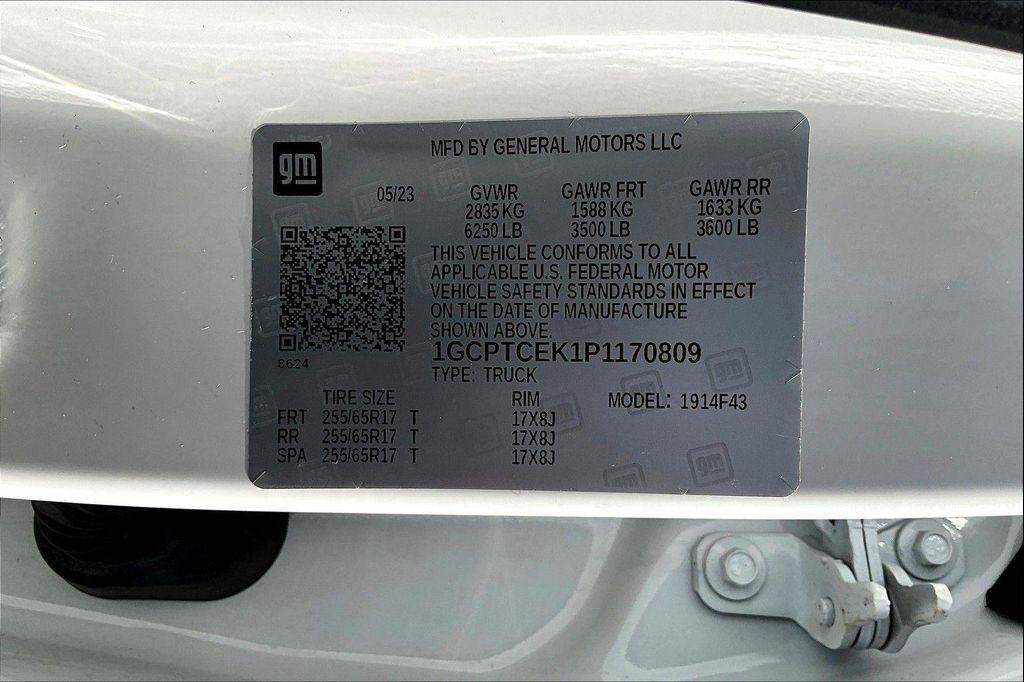 gm
MFD BY GENERAL MOTORS LLC
05/23 GVWR GAWR FRT GAWR RR
2835 KG 1588 KG 1633 KG
6250 LB 3500 LB 3600 LB
THIS VEHICLE CONFORMS TO ALL
APPLICABLE U.S. FEDERAL MOTOR
VEHICLE SAFETY STANDARDS IN EFFECT
ON THE DATE OF MANUFACTURE
SHOWN ABOVE.
1GCPTCEK1P1170809
8624
TYPE: TRUCK
TIRE SIZE RIM MODEL: 1914F43
FRT 255/65R17 T 17X8J
RR 255/65R17 T 17X8J
SPA 255/65R17 T 17X8J